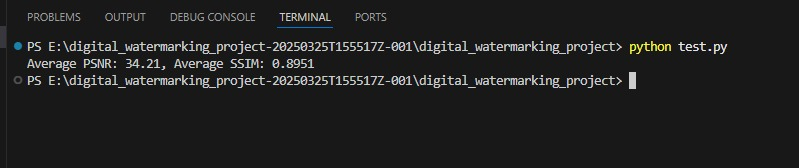 PROBLEMS OUTPUT DEBUG CONSOLE TERMINAL PORTS
PS E:\digital_watermarking_project-20250325T155517Z-001\digital_watermarking_project> python test.py
Average PSNR: 34.21, Average SSIM: 0.8951
PS E:\digital_watermarking_project-20250325T155517Z-001\digital_watermarking_project>